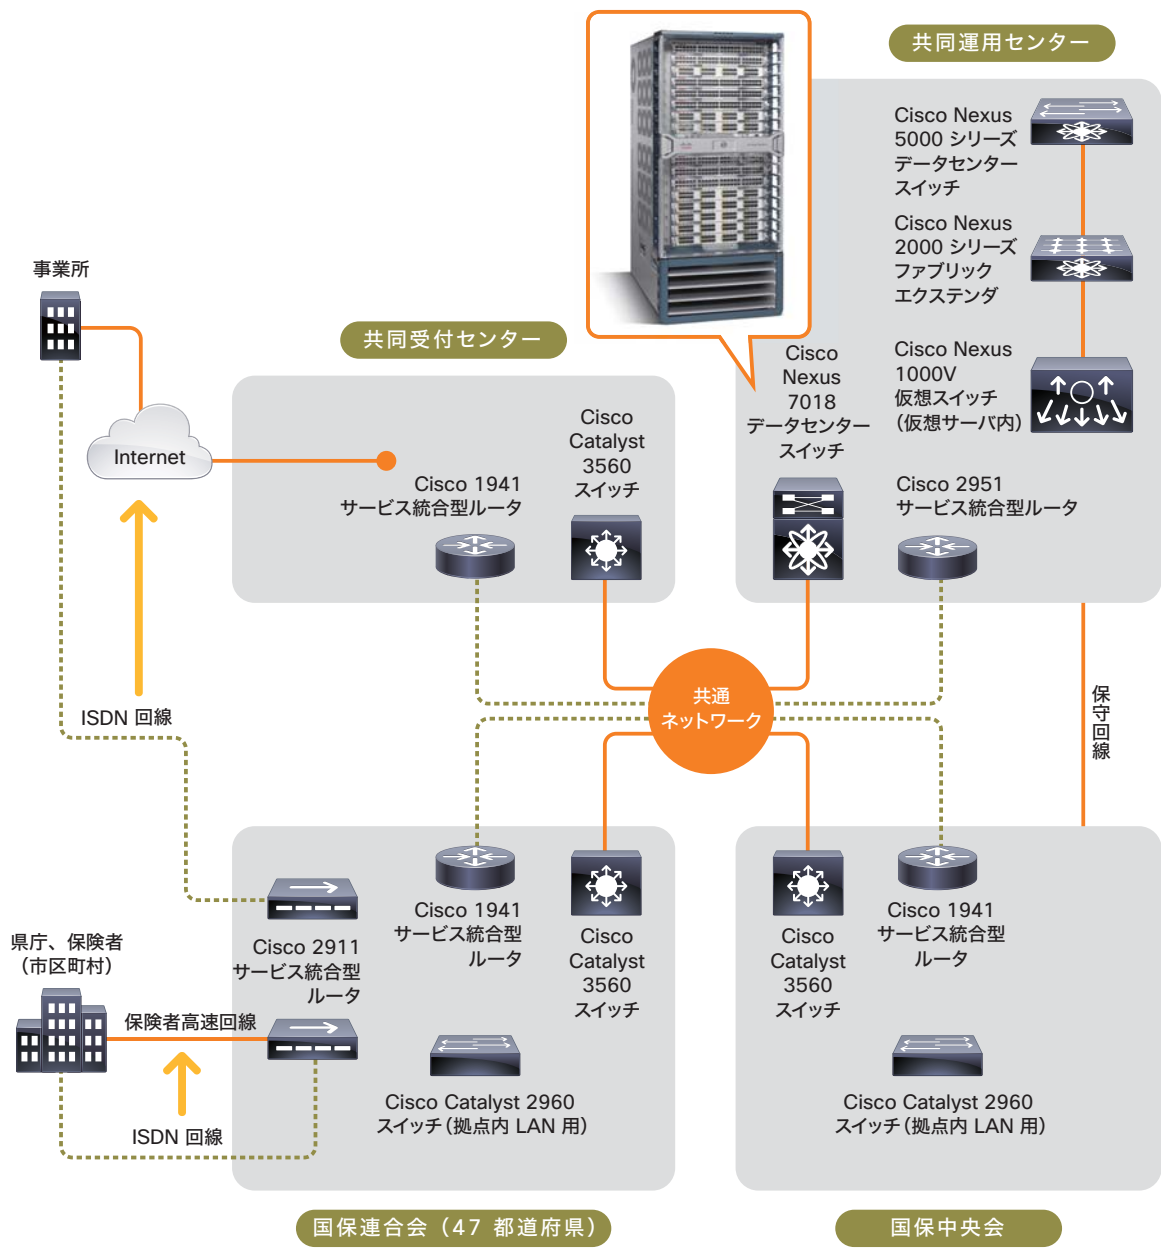 共同運用センター
Cisco Nexus
5000 シリーズ
データセンター
スイッチ
Cisco Nexus
2000 シリーズ
ファブリック
エクステンダ
Cisco Nexus
1000V
仮想スイッチ
（仮想サーバ内）
Cisco
Nexus
7018
データセンター
スイッチ
Cisco 2951
サービス統合型ルータ
事業所
共同受付センター
Internet
Cisco 1941
サービス統合型ルータ
Cisco
Catalyst
3560
スイッチ
ISDN 回線
共通
ネットワーク
保守回線
県庁、保険者
（市区町村）
保険者高速回線
ISDN 回線
Cisco 2911
サービス統合型
ルータ
Cisco 1941
サービス統合型
ルータ
Cisco
Catalyst
3560
スイッチ
Cisco Catalyst 2960
スイッチ（拠点内 LAN 用）
国保連合会（47 都道府県）
Cisco
Catalyst
3560
スイッチ
Cisco 1941
サービス統合型
ルータ
Cisco Catalyst 2960
スイッチ（拠点内 LAN 用）
国保中央会